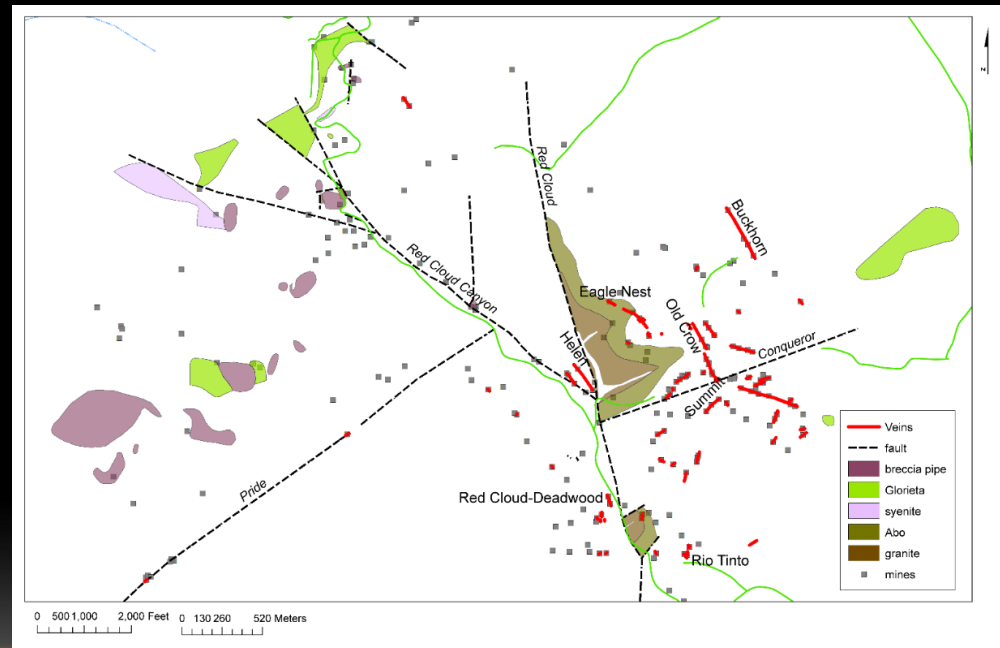 N
Red Cloud
Buckhorn
Red Cloud Canyon
Eagle Nest
Old Crow
Helen
Conqueror
Summit
Pride
Red Cloud-Deadwood
Rio Tinto
Veins
fault
breccia pipe
Glorieta
syenite
Abo
granite
mines
0 500 1,000 2,000 Feet
0 130 260 520 Meters